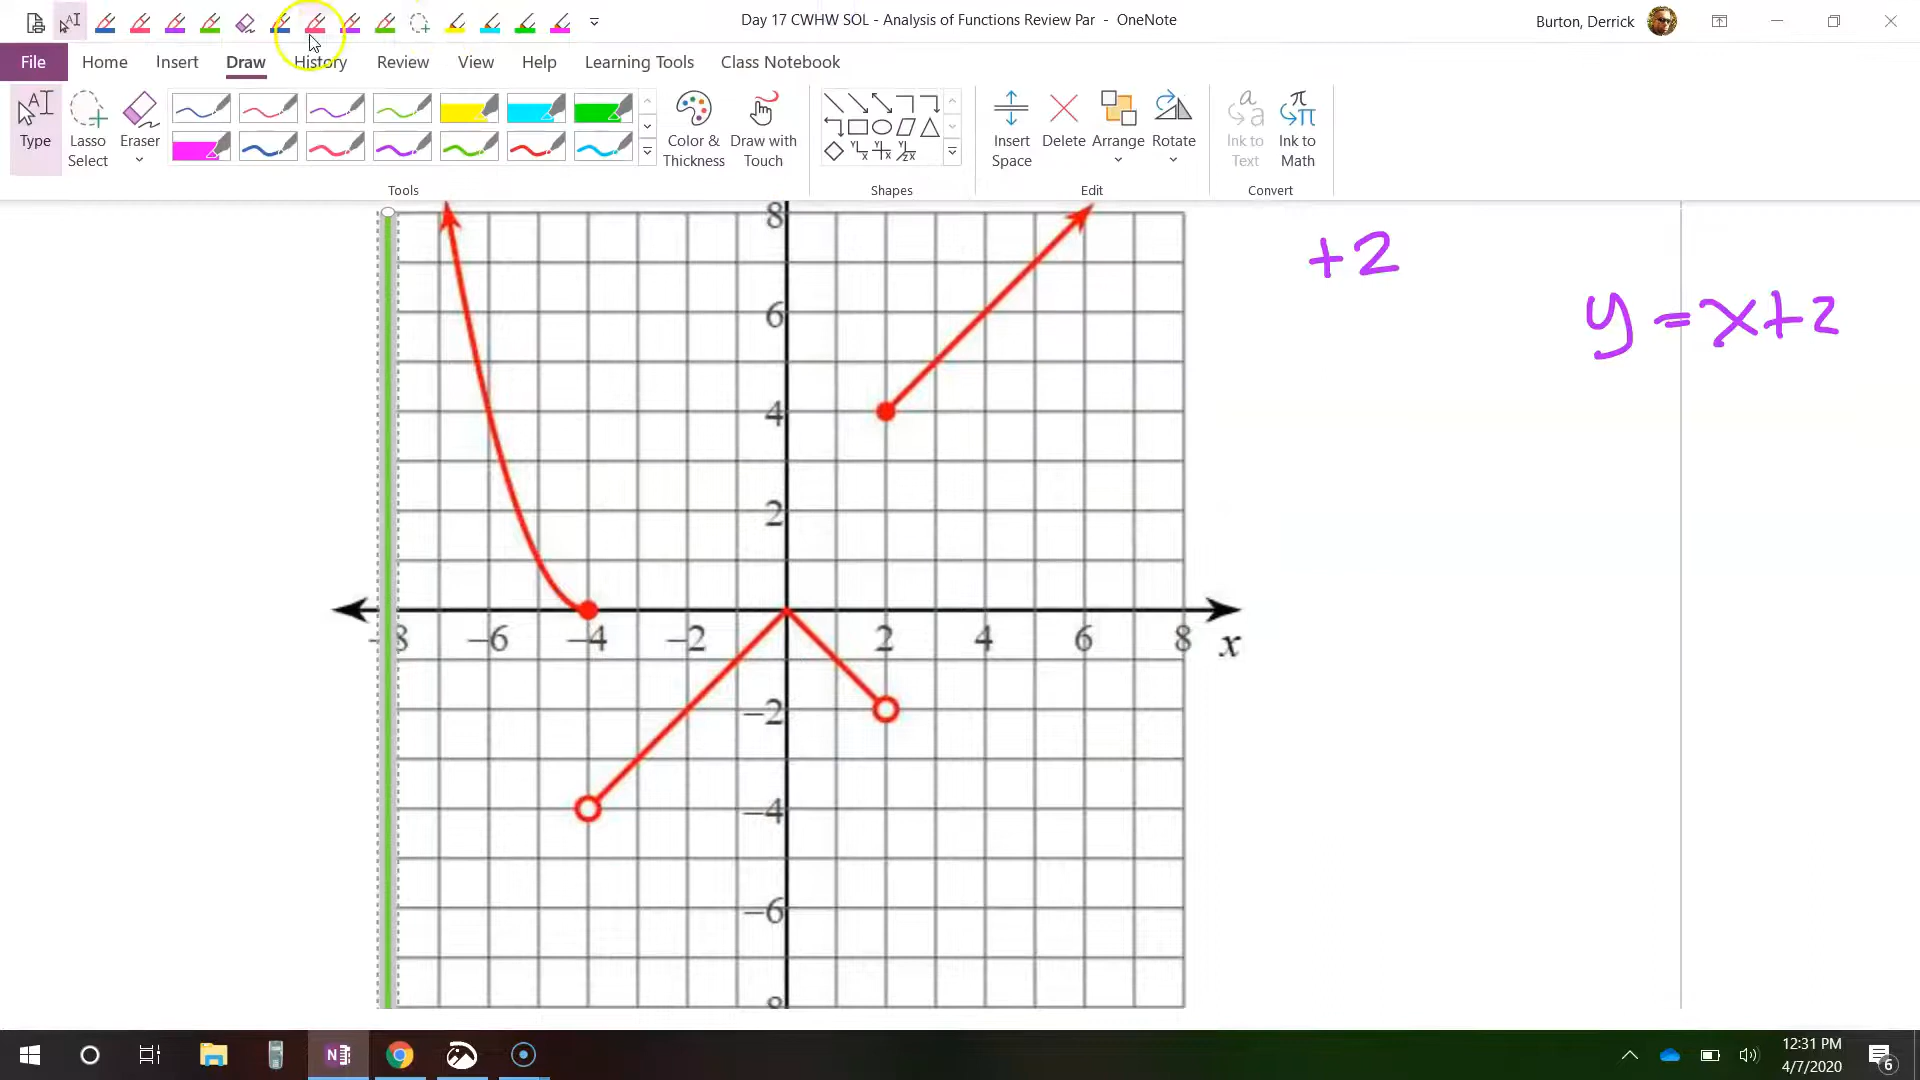 Day 17 CWHW SOL - Analysis of Functions Review Par - OneNote
Burton, Derrick
File Home Insert Draw History Review View Help Learning Tools Class Notebook
Type
Lasso Select
Eraser
Color & Thickness
Draw with Touch
Insert Space
Delete
Arrange
Rotate
Ink to Text
Ink to Math
Tools
Shapes
Edit
Convert
8
+2
y = x+2
6
4
2
-8 -6 -4 -2 2 4 6 8 x
-2
-4
-6
8
12:31 PM
4/7/2020
6